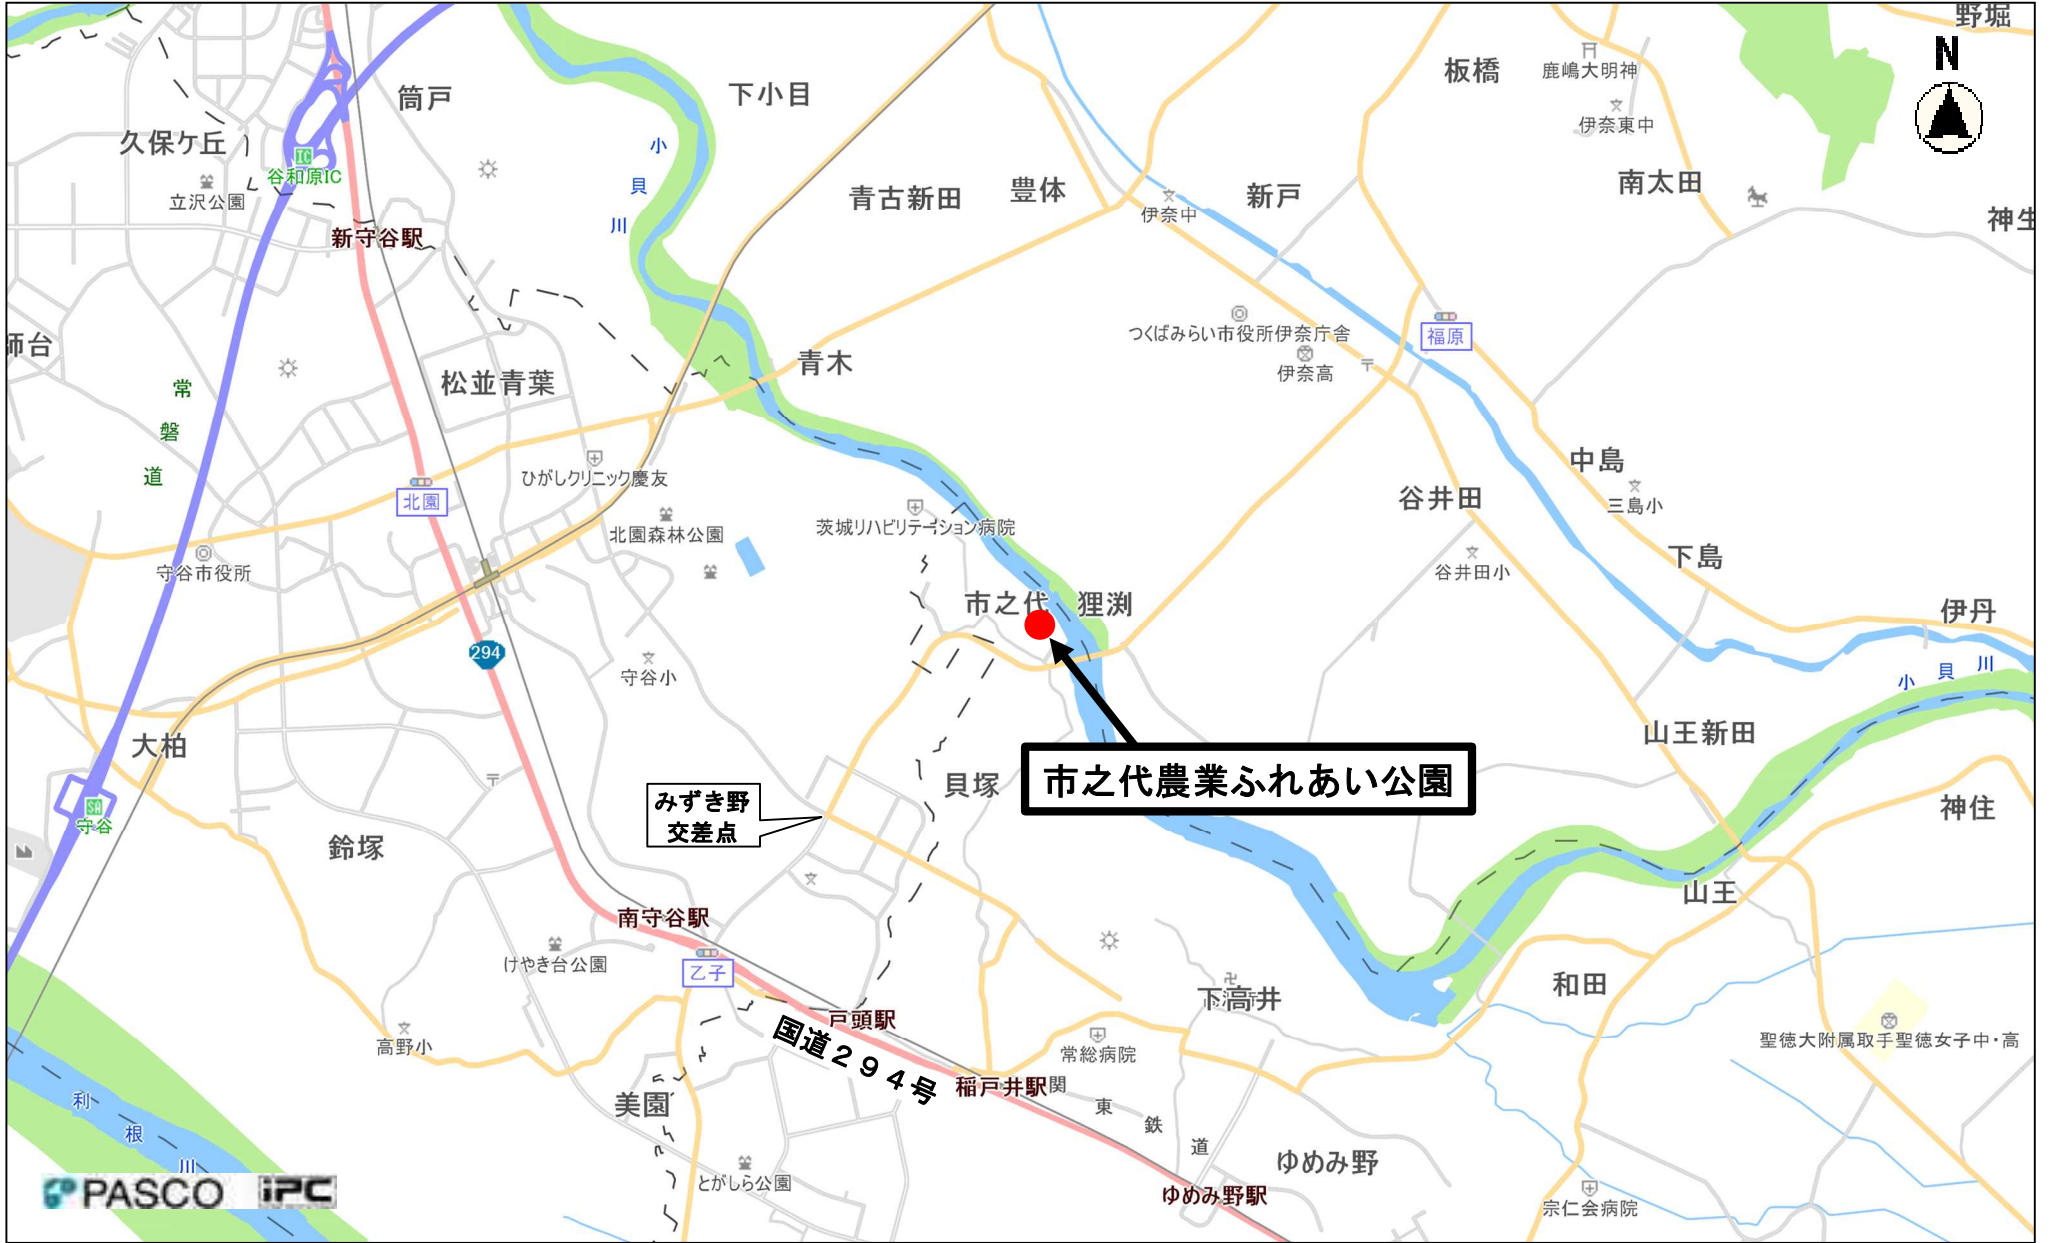 野堀
N
板橋
鹿嶋大明神
筒戸
下小目
伊奈東中
久保ケ丘
小貝川
IC
谷和原IC
立沢公園
青古新田
豊体
伊奈中
新戸
南太田
神生
新守谷駅
つくばみらい市役所伊奈庁舎
福原
伊奈高
師台
松並青葉
青木
常磐道
ひがしクリニック慶友
北園
北園森林公園
茨城リハビリテーション病院
谷井田
中島
三島小
守谷市役所
谷井田小
下島
市之代
狸渕
伊丹
294
守谷小
小貝川
大柏
山王新田
市之代農業ふれあい公園
貝塚
みずき野
交差点
SA
守谷
神住
鈴塚
山王
南守谷駅
けやき台公園
乙子
下高井
和田
戸頭駅
高野小
国道294号
常総病院
聖徳大附属取手聖徳女子中・高
稲戸井駅
関東鉄道
美園
利根川
とがしら公園
ゆめみ野
ゆめみ野駅
宗仁会病院
PASCO iPC